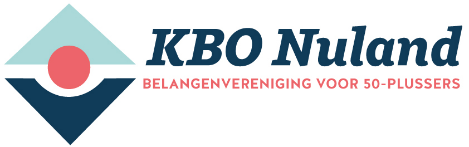 KBO Nuland
BELANGENVERENIGING VOOR 50-PLUSSERS